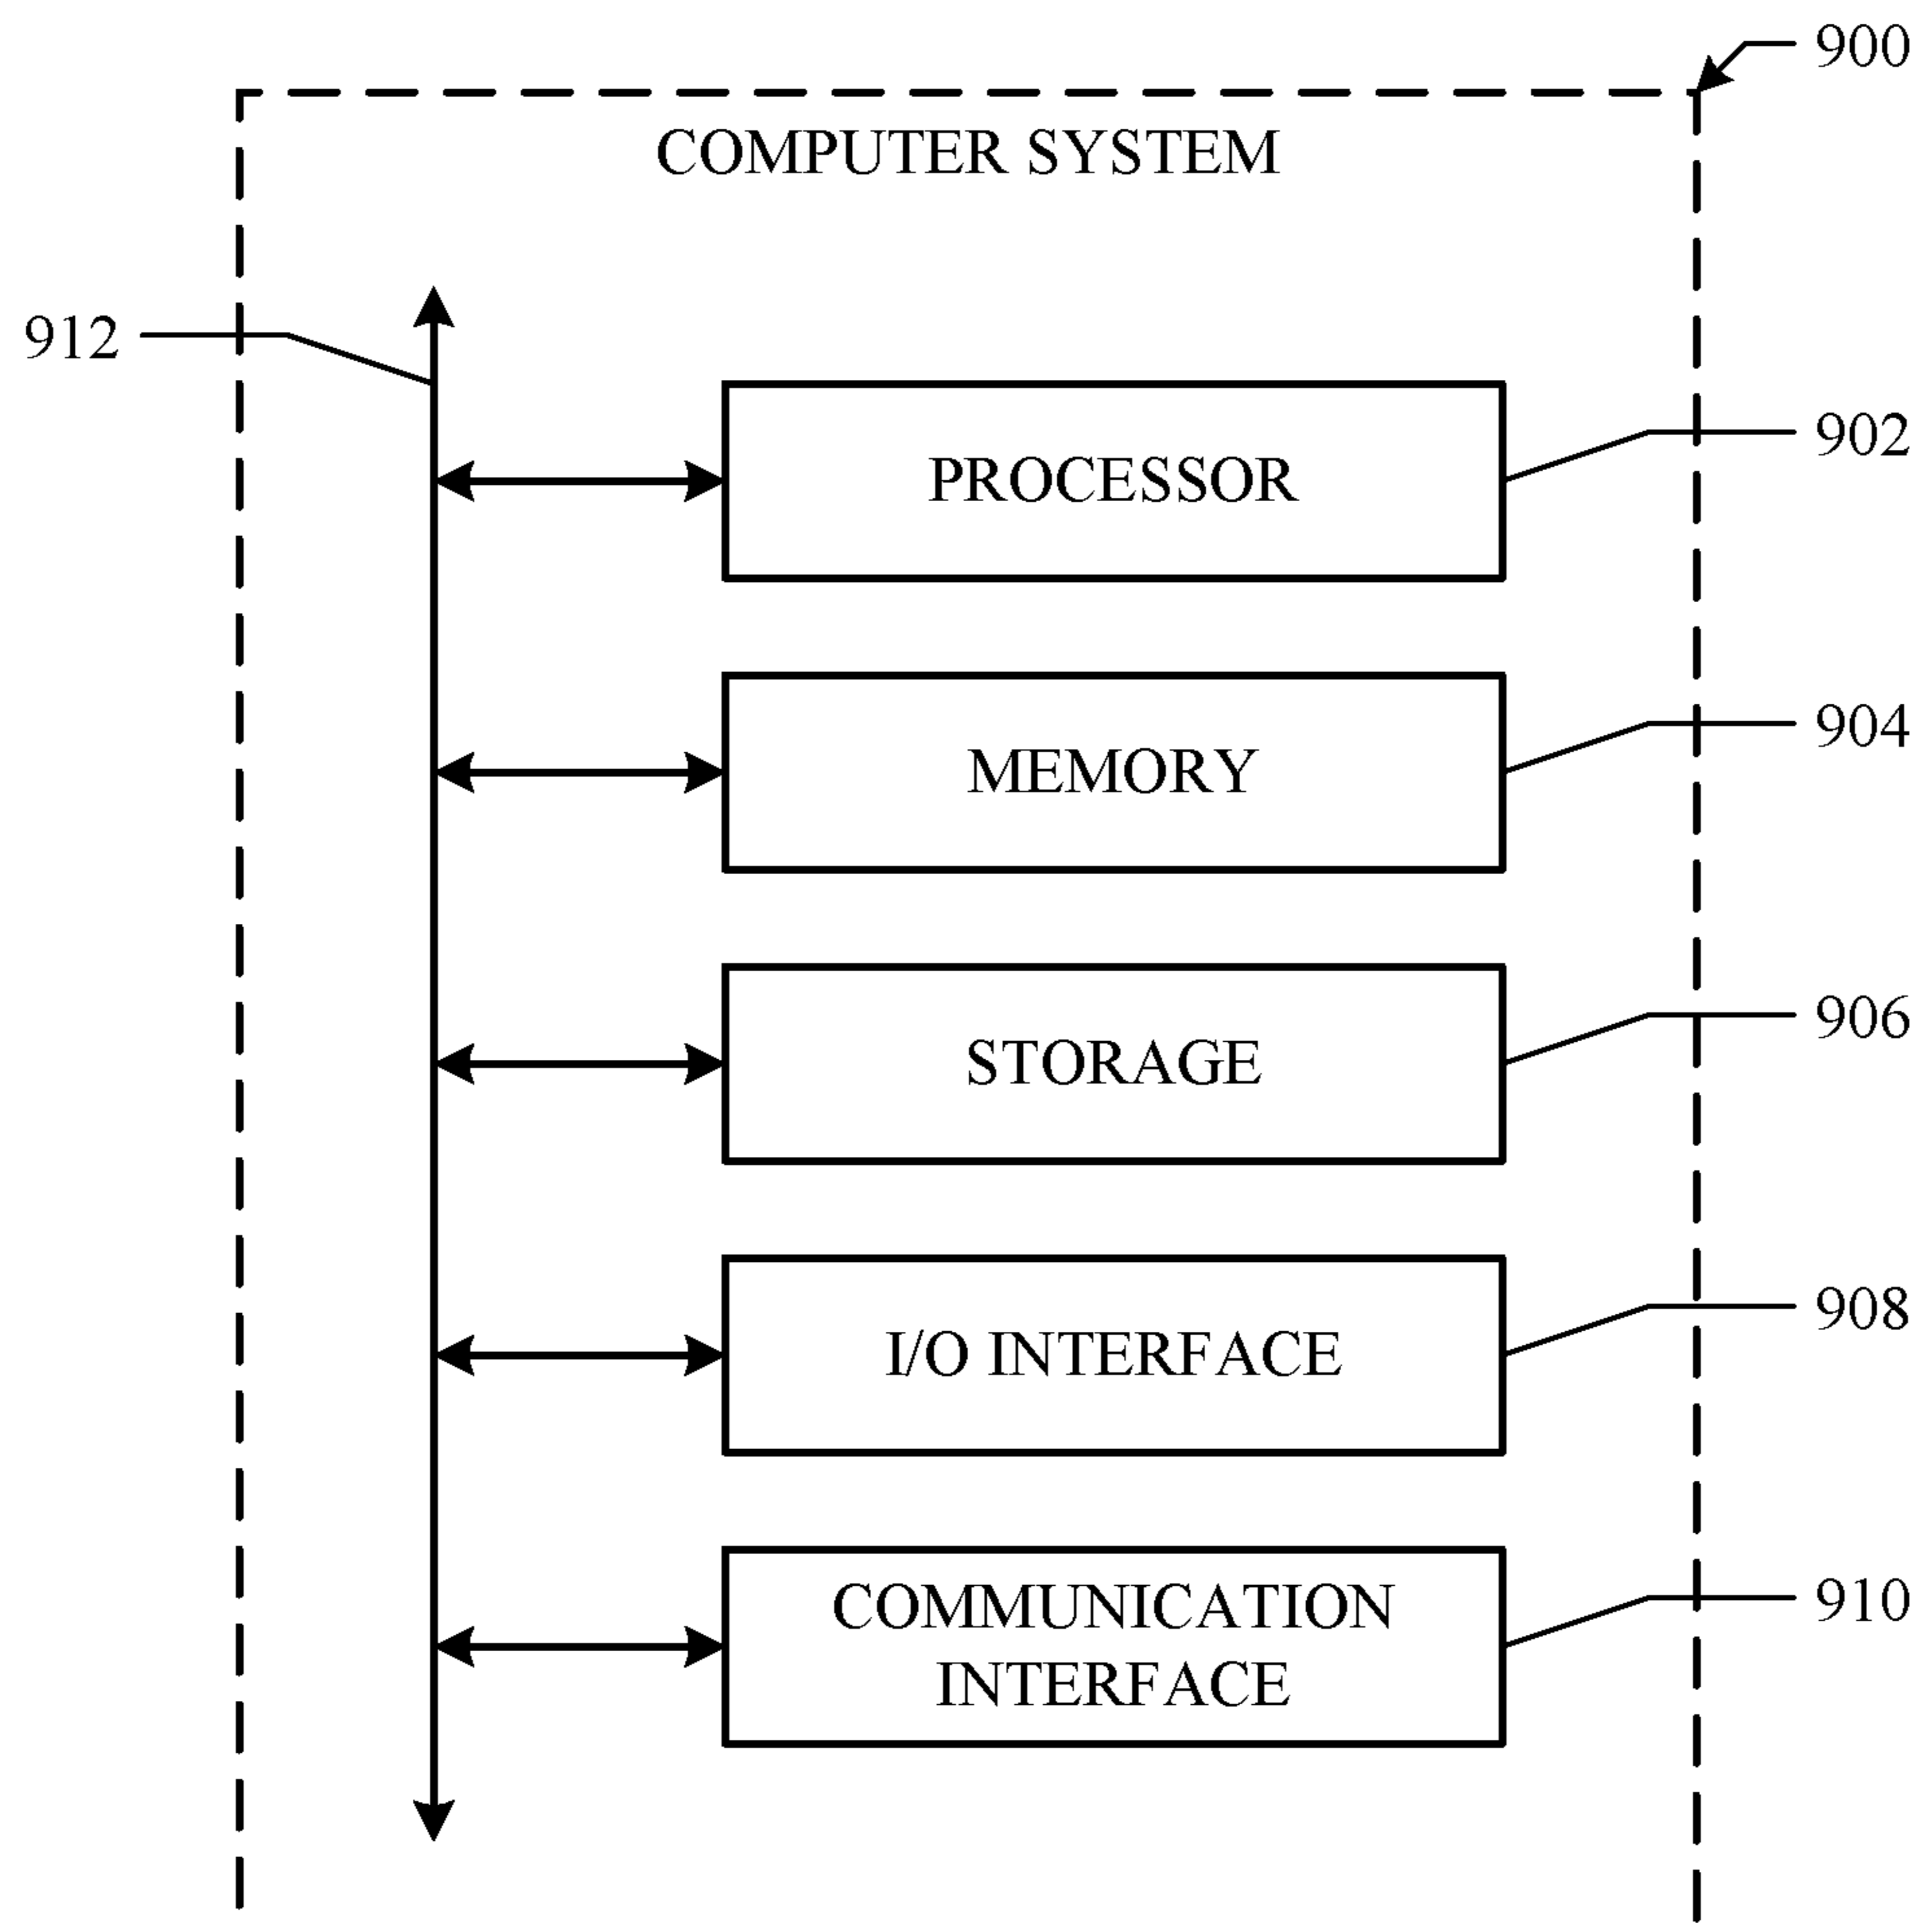 900
COMPUTER SYSTEM
912
902
PROCESSOR
904
MEMORY
906
STORAGE
908
I/O INTERFACE
910
COMMUNICATION
INTERFACE